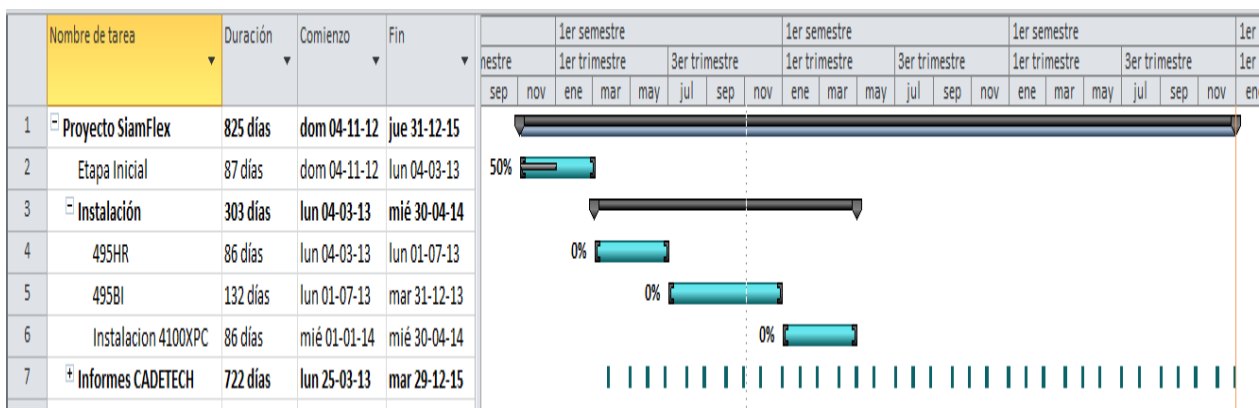 Nombre de tarea Duración Comienzo Fin 1er semestre 1er semestre 1er semestre 1er
mestre 1er trimestre 3er trimestre 1er trimestre 3er trimestre 1er trimestre 3er trimestre 1er
sep nov ene mar may jul sep nov ene mar may jul sep nov ene mar may jul sep nov ene
1 Proyecto SiamFlex 825 días dom 04-11-12 jue 31-12-15
2 Etapa Inicial 87 días dom 04-11-12 lun 04-03-13 50%
3 Instalación 303 días lun 04-03-13 mié 30-04-14
4 495HR 86 días lun 04-03-13 lun 01-07-13 0%
5 495BI 132 días lun 01-07-13 mar 31-12-13 0%
6 Instalacion 4100XPC 86 días mié 01-01-14 mié 30-04-14 0%
7 Informes CADETECH 722 días lun 25-03-13 mar 29-12-15